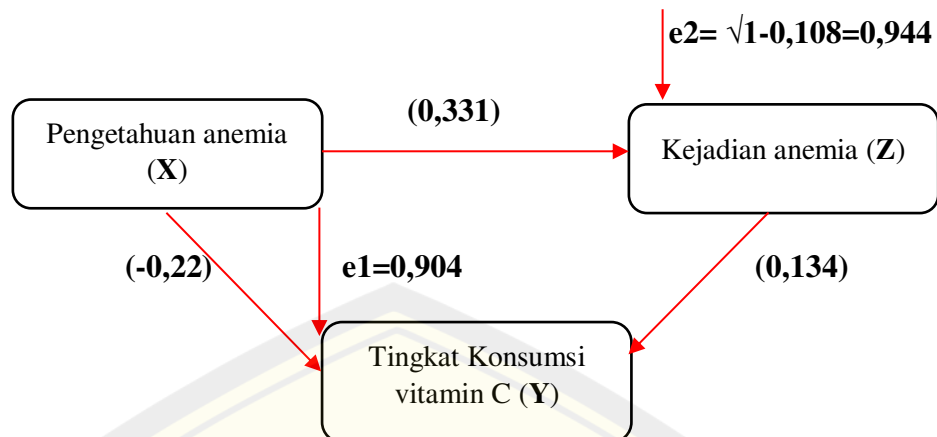 e2= √1-0,108=0,944
(0,331)
Pengetahuan anemia
(X)
Kejadian anemia (Z)
(-0,22)
e1=0,904
(0,134)
Tingkat Konsumsi
vitamin C (Y)